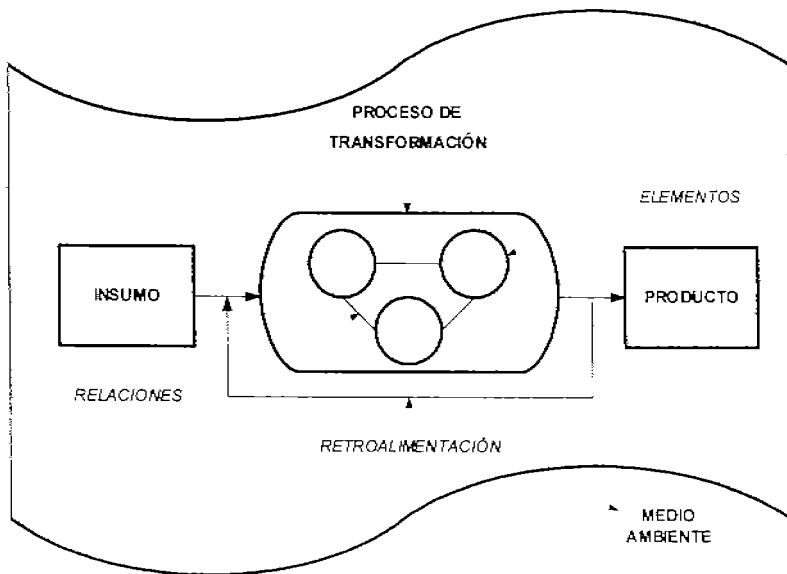 PROCESO DE
TRANSFORMACIÓN
ELEMENTOS
INSUMO
PRODUCTO
RELACIONES
RETROALIMENTACIÓN
MEDIO
AMBIENTE